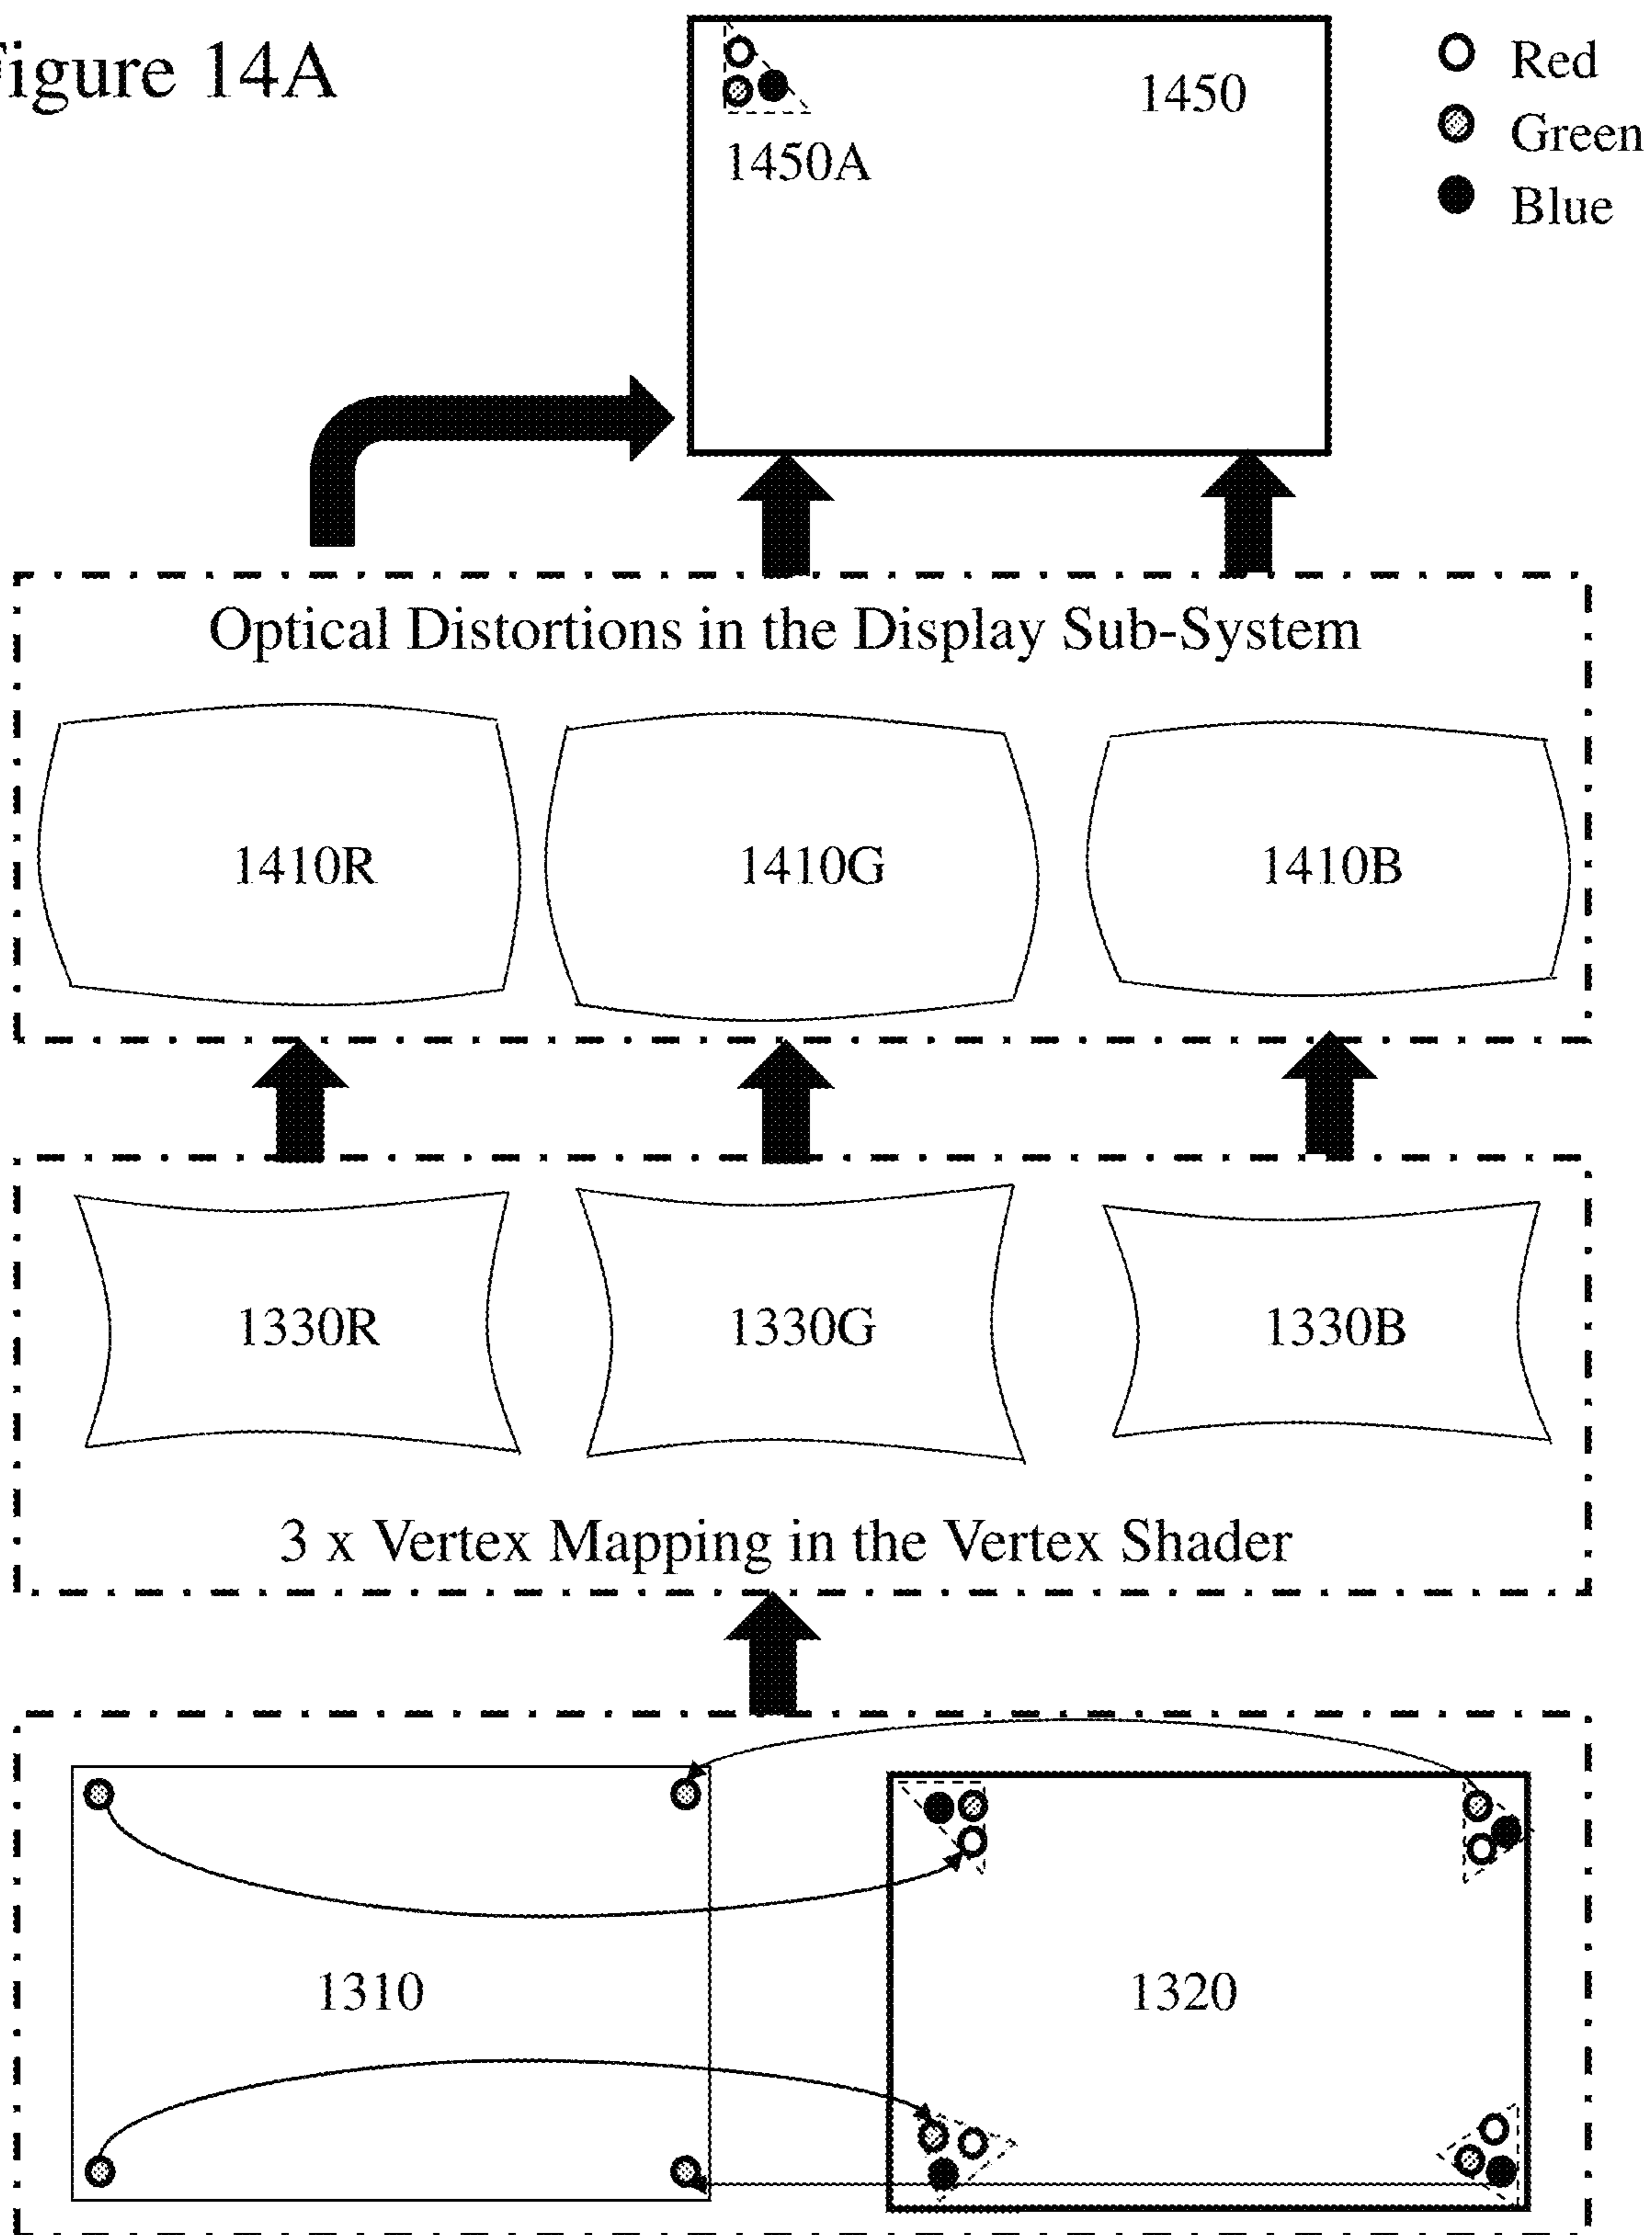 igure 14A
Red
1450
Green
1450A
Blue
Optical Distortions in the Display Sub-System
1410R
1410G
1410B
1330R
1330G
1330B
3 x Vertex Mapping in the Vertex Shader
1310
1320